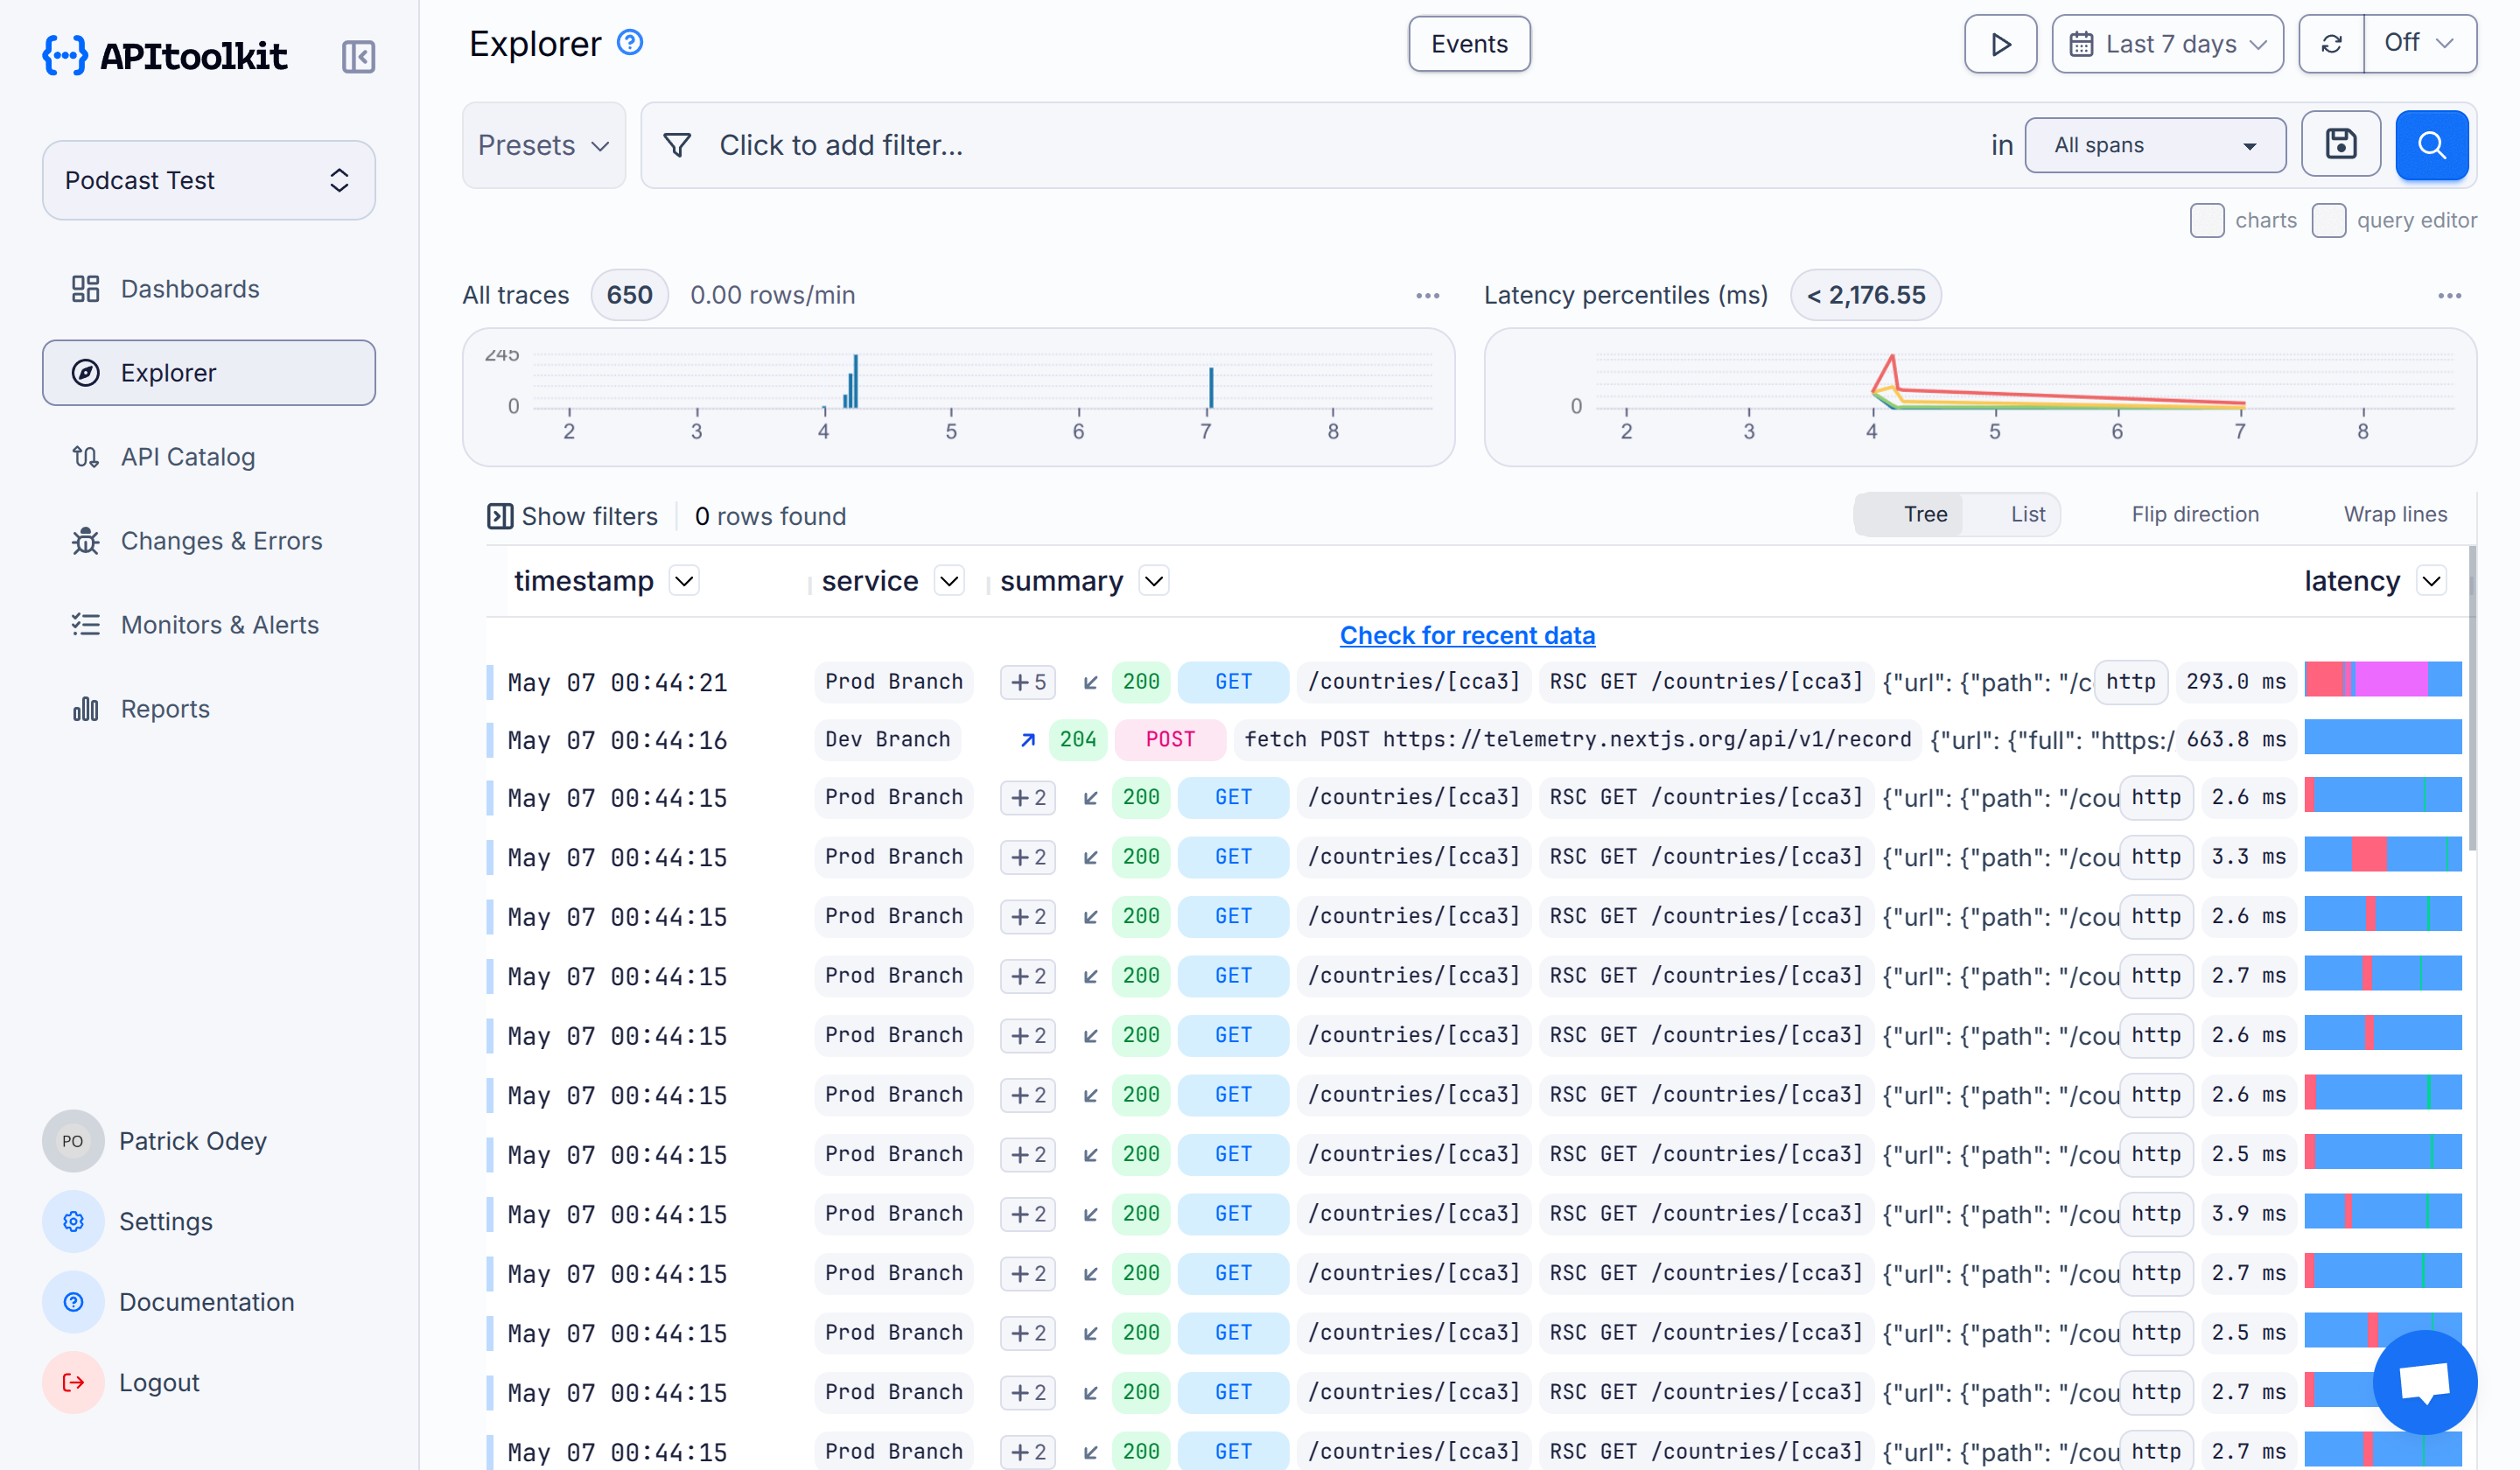 APItoolkit
Podcast Test
Dashboards
Explorer
API Catalog
Changes & Errors
Monitors & Alerts
Reports
PO Patrick Odey
Settings
Documentation
Logout
Explorer
Events
Last 7 days
Off
Presets
Click to add filter...
in
All spans
charts
query editor
All traces 650 0.00 rows/min
245
0
2 3 4 5 6 7 8
Latency percentiles (ms) < 2,176.55
0
2 3 4 5 6 7 8
Show filters 0 rows found
Tree List Flip direction Wrap lines
timestamp service summary latency
Check for recent data
May 07 00:44:21 Prod Branch +5 200 GET /countries/[cca3] RSC GET /countries/[cca3] {"url": {"path": "/c http 293.0 ms
May 07 00:44:16 Dev Branch 204 POST fetch POST https://telemetry.nextjs.org/api/v1/record {"url": {"full": "https:/ 663.8 ms
May 07 00:44:15 Prod Branch +2 200 GET /countries/[cca3] RSC GET /countries/[cca3] {"url": {"path": "/cou http 2.6 ms
May 07 00:44:15 Prod Branch +2 200 GET /countries/[cca3] RSC GET /countries/[cca3] {"url": {"path": "/cou http 3.3 ms
May 07 00:44:15 Prod Branch +2 200 GET /countries/[cca3] RSC GET /countries/[cca3] {"url": {"path": "/cou http 2.6 ms
May 07 00:44:15 Prod Branch +2 200 GET /countries/[cca3] RSC GET /countries/[cca3] {"url": {"path": "/cou http 2.7 ms
May 07 00:44:15 Prod Branch +2 200 GET /countries/[cca3] RSC GET /countries/[cca3] {"url": {"path": "/cou http 2.6 ms
May 07 00:44:15 Prod Branch +2 200 GET /countries/[cca3] RSC GET /countries/[cca3] {"url": {"path": "/cou http 2.6 ms
May 07 00:44:15 Prod Branch +2 200 GET /countries/[cca3] RSC GET /countries/[cca3] {"url": {"path": "/cou http 2.5 ms
May 07 00:44:15 Prod Branch +2 200 GET /countries/[cca3] RSC GET /countries/[cca3] {"url": {"path": "/cou http 3.9 ms
May 07 00:44:15 Prod Branch +2 200 GET /countries/[cca3] RSC GET /countries/[cca3] {"url": {"path": "/cou http 2.7 ms
May 07 00:44:15 Prod Branch +2 200 GET /countries/[cca3] RSC GET /countries/[cca3] {"url": {"path": "/cou http 2.5 ms
May 07 00:44:15 Prod Branch +2 200 GET /countries/[cca3] RSC GET /countries/[cca3] {"url": {"path": "/cou http 2.7 ms
May 07 00:44:15 Prod Branch +2 200 GET /countries/[cca3] RSC GET /countries/[cca3] {"url": {"path": "/cou http 2.7 ms